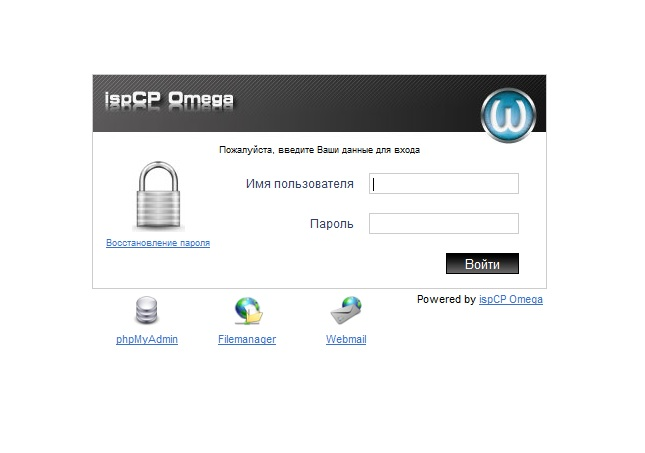 ispCP Omega
Пожалуйста, введите Ваши данные для входа
Имя пользователя
Пароль
Восстановление пароля
Войти
Powered by ispCP Omega
phpMyAdmin
Filemanager
Webmail